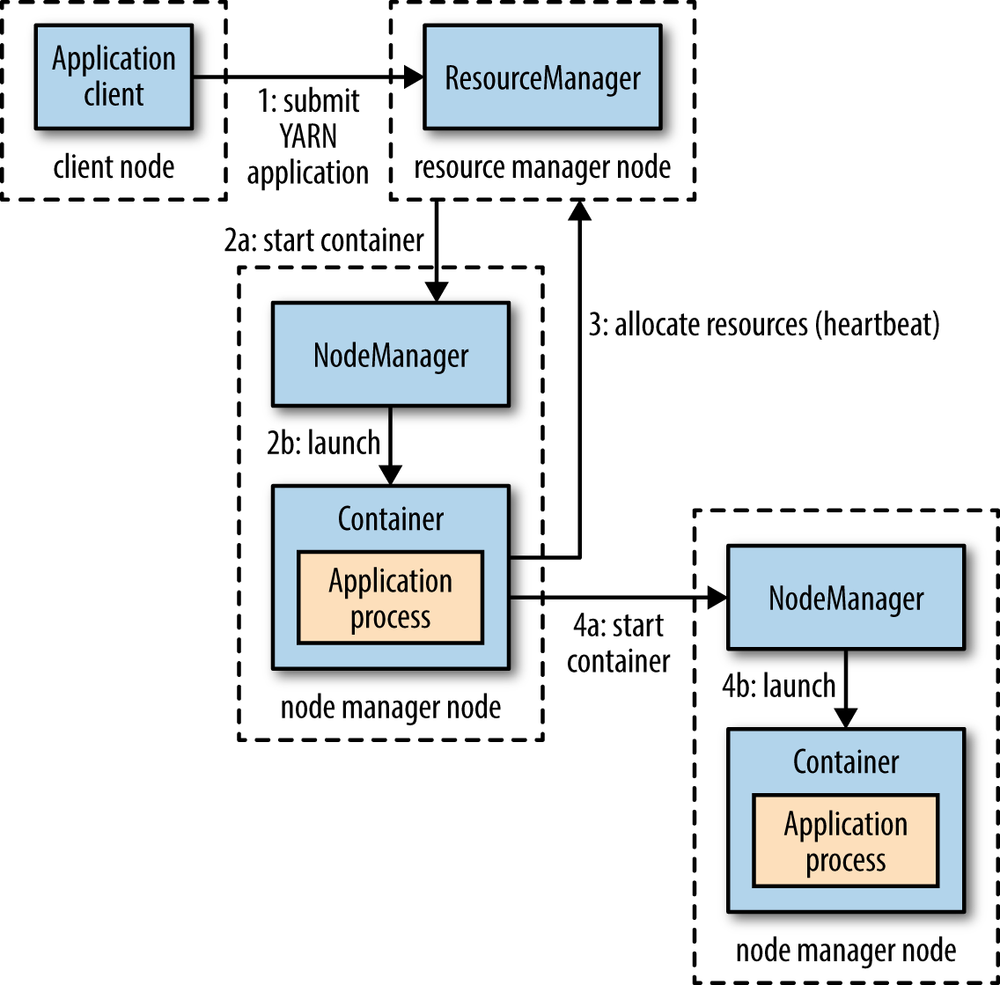 Application
client
client node
1: submit
YARN
application
ResourceManager
resource manager node
2a: start container
NodeManager
2b: launch
Container
Application
process
node manager node
3: allocate resources (heartbeat)
4a: start
container
NodeManager
4b: launch
Container
Application
process
node manager node